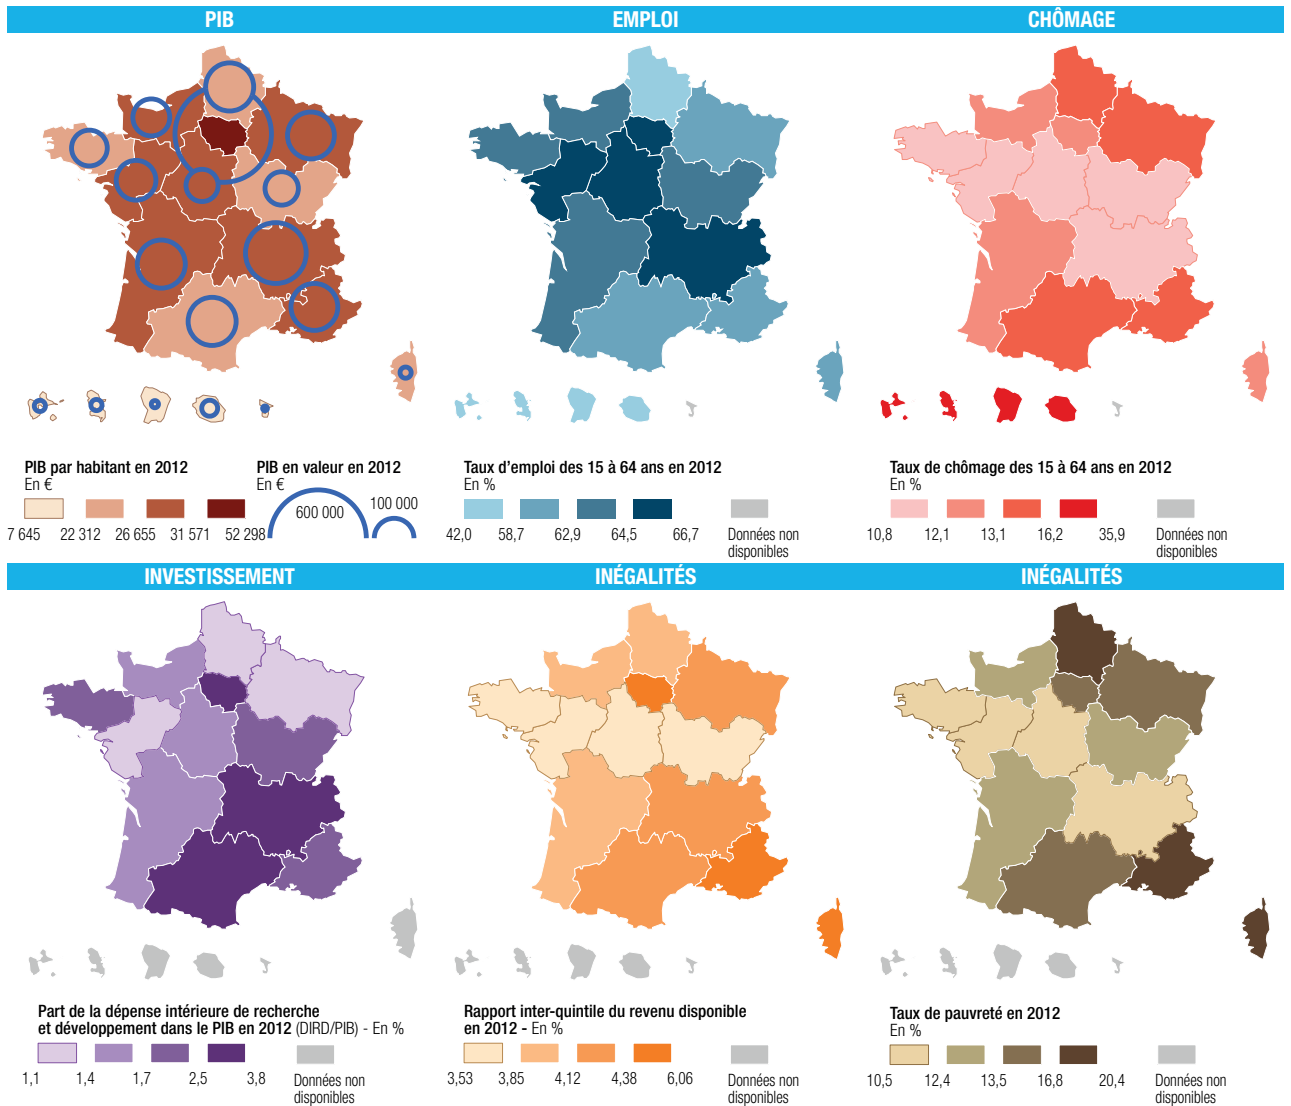 PIB
EMPLOI
CHÔMAGE
PIB par habitant en 2012
En €
7 645 22 312 26 655 31 571 52 298
PIB en valeur en 2012
En €
600 000
100 000
Taux d'emploi des 15 à 64 ans en 2012
En %
42,0 58,7 62,9 64,5 66,7
Données non
disponibles
Taux de chômage des 15 à 64 ans en 2012
En %
10,8 12,1 13,1 16,2 35,9
Données non
disponibles
INVESTISSEMENT
INÉGALITÉS
INÉGALITÉS
Part de la dépense intérieure de recherche
et développement dans le PIB en 2012 (DIRD/PIB) - En %
1,1 1,4 1,7 2,5 3,8
Données non
disponibles
Rapport inter-quintile du revenu disponible
en 2012 - En %
3,53 3,85 4,12 4,38 6,06
Données non
disponibles
Taux de pauvreté en 2012
En %
10,5 12,4 13,5 16,8 20,4
Données non
disponibles